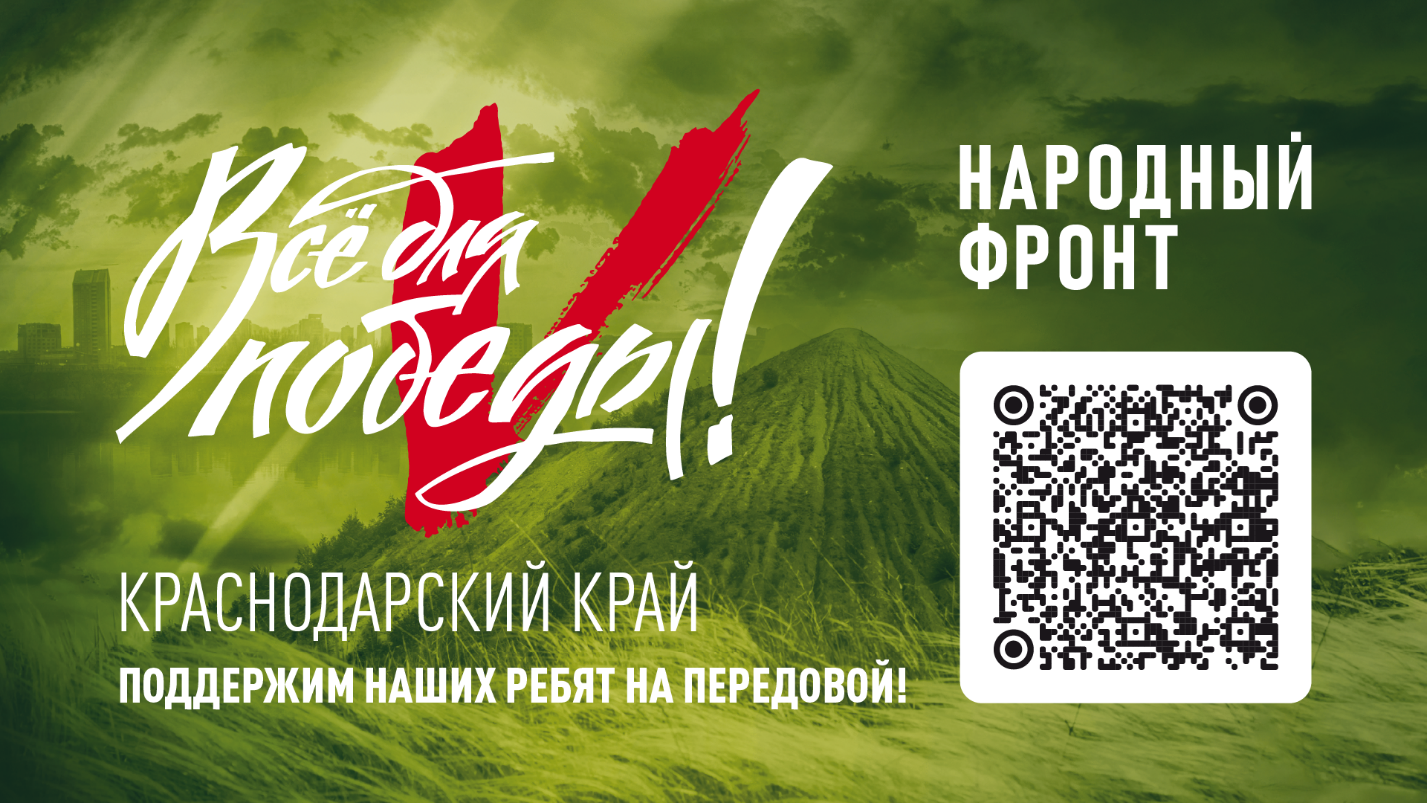 Всё для
победы!
НАРОДНЫЙ
ФРОНТ
КРАСНОДАРСКИЙ КРАЙ
ПОДДЕРЖИМ НАШИХ РЕБЯТ НА ПЕРЕДОВОЙ!